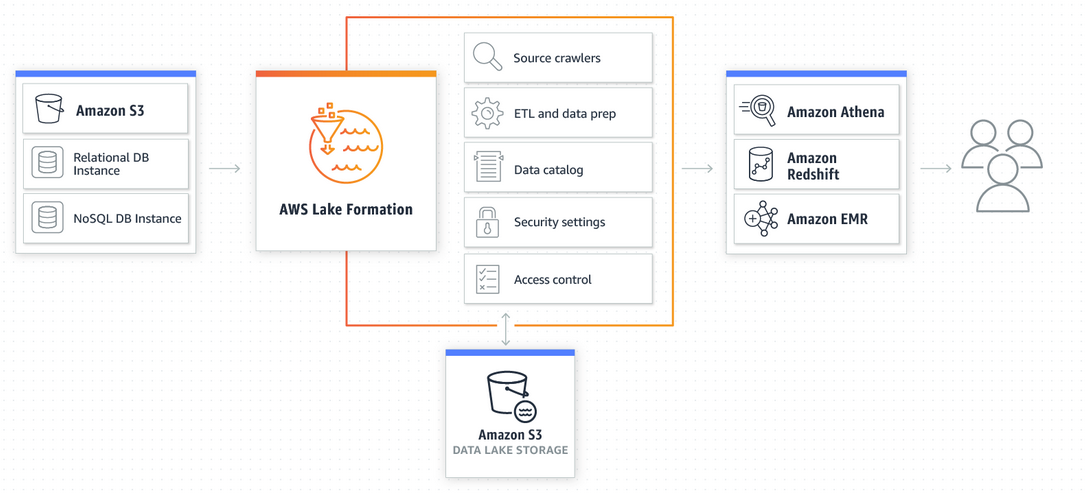 Amazon S3
Relational DB
Instance
NoSQL DB Instance
AWS Lake Formation
Source crawlers
ETL and data prep
Data catalog
Security settings
Access control
Amazon S3
DATA LAKE STORAGE
Amazon Athena
Amazon
Redshift
Amazon EMR